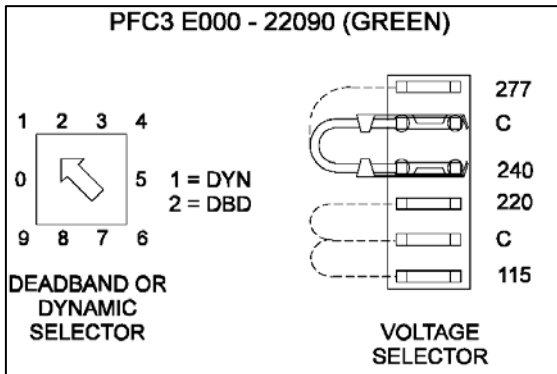 PFC3 E000 - 22090 (GREEN)
1 2 3 4
0 5
9 8 7 6
1 = DYN
2 = DBD
DEADBAND OR
DYNAMIC
SELECTOR
277
C
240
220
C
115
VOLTAGE
SELECTOR